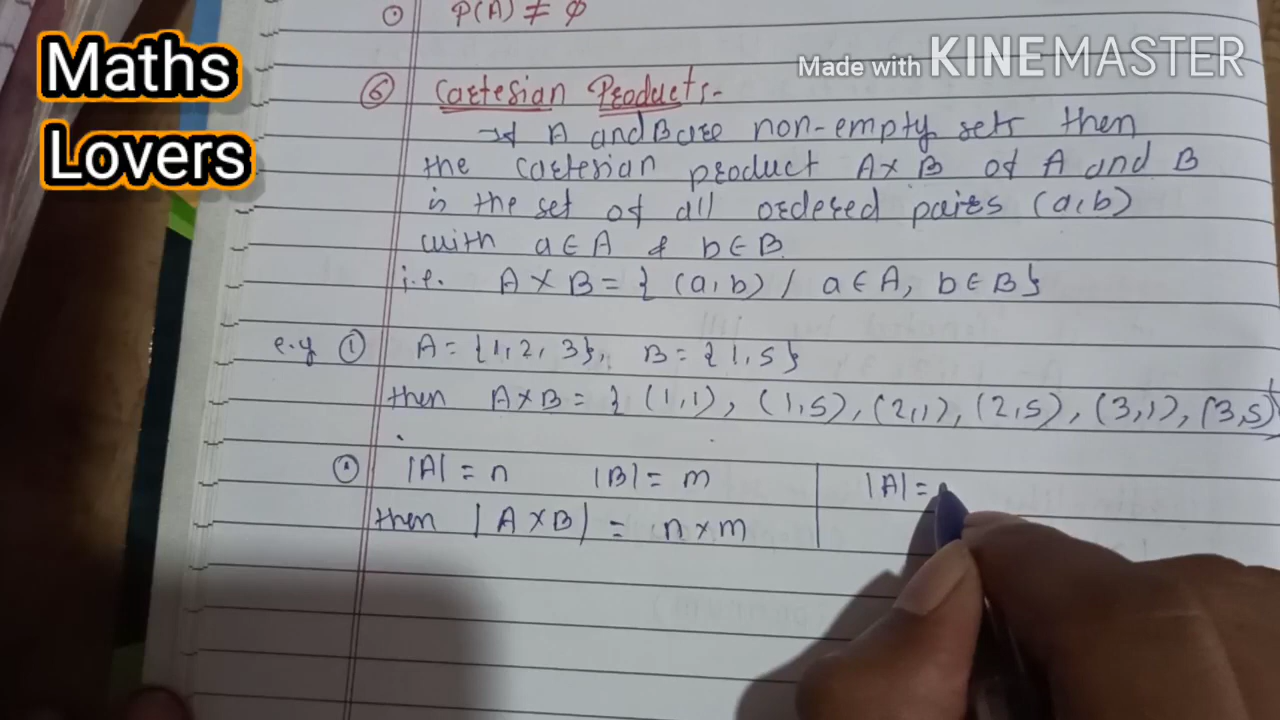 Maths
Lovers
Made with KINEMASTER
P(A) ≠ φ
⑥ Cartesian Products:-
If A and B are non-empty sets then
the cartesian product A × B of A and B
is the set of all ordered pairs (a,b)
with a ∈ A & b ∈ B.
i.e. A × B = { (a,b) / a ∈ A, b ∈ B }
e.g ① A = {1, 2, 3}, B = {1, 5}
then A×B = { (1,1), (1,5), (2,1), (2,5), (3,1), (3,5) }
|A| = n |B| = m |A| =
then |A × B| = n × m